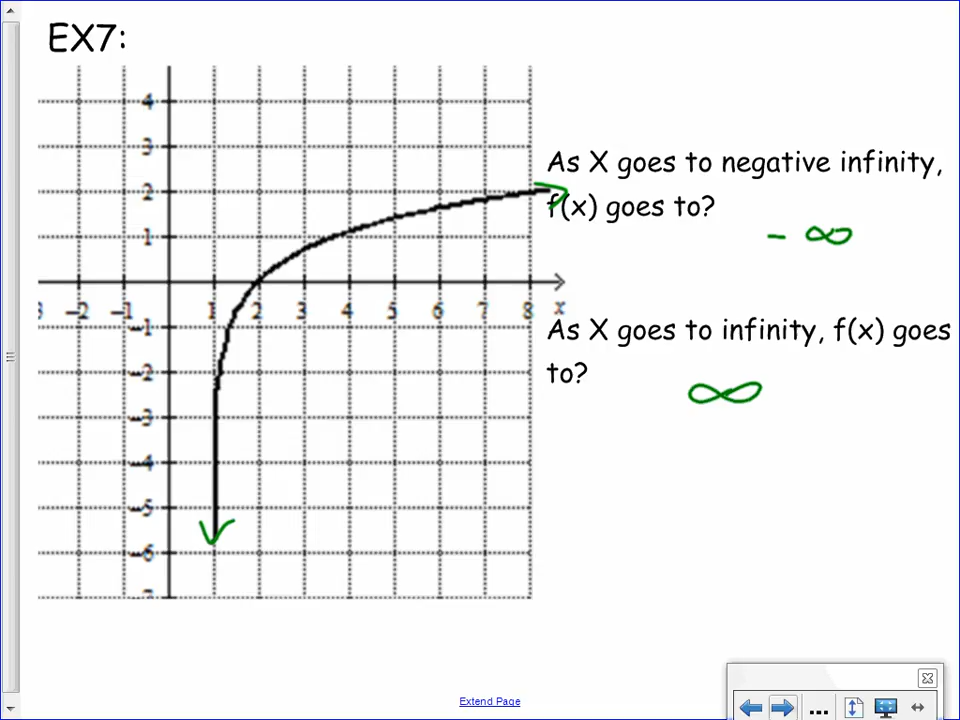 EX7:
4
3
As X goes to negative infinity,
2
f(x) goes to?
1
- ∞
3 -2 -1 1 2 3 4 5 6 7 8 x
-1
As X goes to infinity, f(x) goes
-2
to?
∞
-3
-4
-5
-6
Extend Page
...